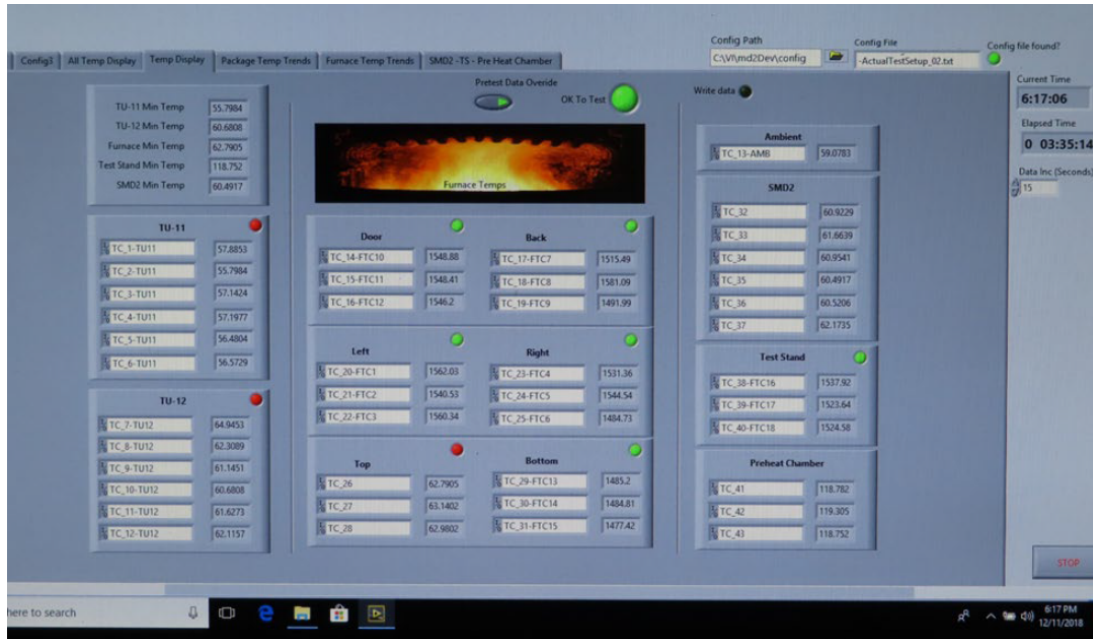 Config Path
Config File
Config file found?
Config3 All Temp Display Temp Display Package Temp Trends Furnace Temp Trends SMD2 -TS - Pre Heat Chamber
C:\VI\md2Dev\config
-ActualTestSetup_02.txt
Pretest Data Overide
OK To Test
Write data
Current Time
6:17:06
Elapsed Time
0 03:35:14
Data Inc (Seconds)
15
TU-11 Min Temp 55.7984
TU-12 Min Temp 60.6808
Furnace Min Temp 62.7905
Test Stand Min Temp 118.752
SMD2 Min Temp 60.4917
TU-11
TC_1-TU11 57.8853
TC_2-TU11 55.7984
TC_3-TU11 57.1424
TC_4-TU11 57.1977
TC_5-TU11 56.4804
TC_6-TU11 56.5729
TU-12
TC_7-TU12 64.9453
TC_8-TU12 62.3089
TC_9-TU12 61.1451
TC_10-TU12 60.6808
TC_11-TU12 61.6273
TC_12-TU12 62.1157
Furnace Temps
Door
TC_14-FTC10 1548.88
TC_15-FTC11 1548.41
TC_16-FTC12 1546.2
Back
TC_17-FTC7 1515.49
TC_18-FTC8 1581.09
TC_19-FTC9 1491.99
Left
TC_20-FTC1 1562.03
TC_21-FTC2 1540.53
TC_22-FTC3 1560.34
Right
TC_23-FTC4 1531.36
TC_24-FTC5 1544.54
TC_25-FTC6 1484.73
Top
TC_26 62.7905
TC_27 63.1402
TC_28 62.9802
Bottom
TC_29-FTC13 1485.2
TC_30-FTC14 1484.81
TC_31-FTC15 1477.42
Ambient
TC_13-AMB 59.0783
SMD2
TC_32 60.9229
TC_33 61.6639
TC_34 60.9541
TC_35 60.4917
TC_36 60.5206
TC_37 62.1735
Test Stand
TC_38-FTC16 1537.92
TC_39-FTC17 1523.64
TC_40-FTC18 1524.58
Preheat Chamber
TC_41 118.782
TC_42 119.305
TC_43 118.752
STOP
here to search
6:17 PM
12/11/2018